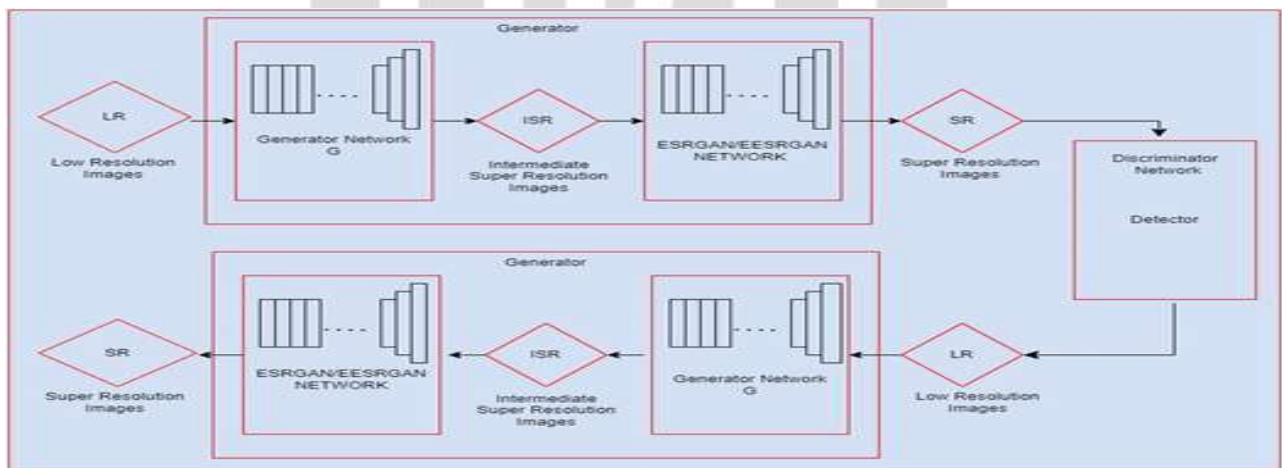 Generator
LR
Low Resolution
Images
Generator Network
G
ISR
Intermediate
Super Resolution
Images
ESRGAN/EESRGAN
NETWORK
SR
Super Resolution
Images
Discriminator
Network
Detector
Generator
SR
Super Resolution
Images
ESRGAN/EESRGAN
NETWORK
ISR
Intermediate
Super Resolution
Images
Generator Network
G
LR
Low Resolution
Images